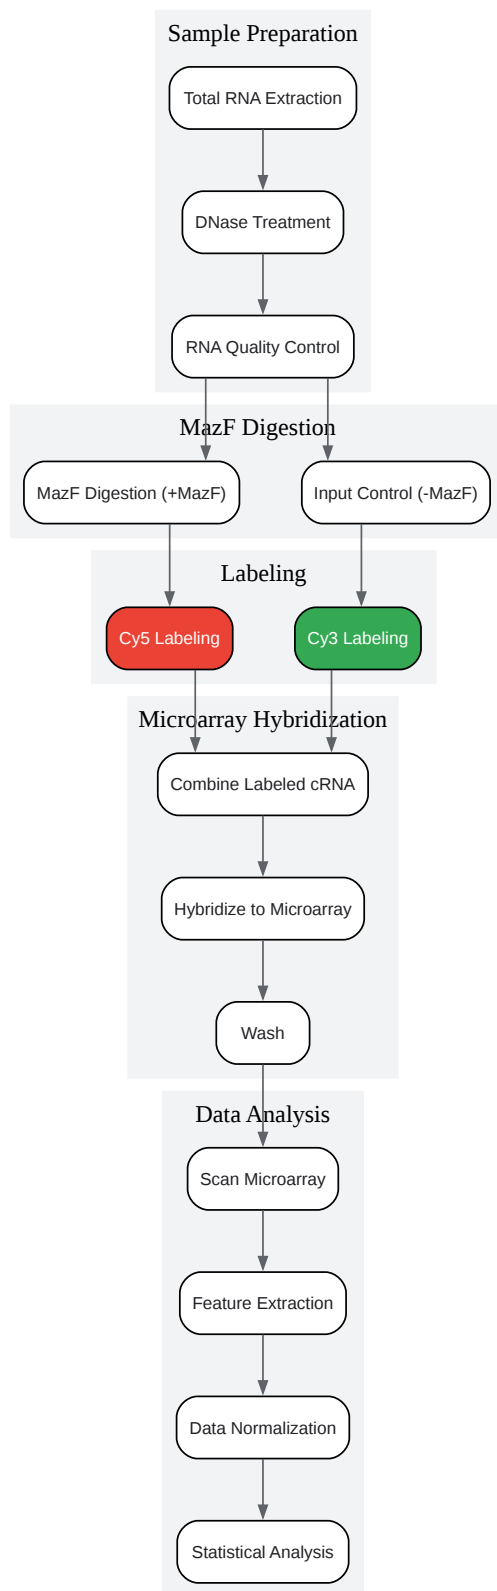 Sample Preparation
Total RNA Extraction
DNase Treatment
RNA Quality Control
MazF Digestion
MazF Digestion (+MazF)
Input Control (-MazF)
Labeling
Cy5 Labeling
Cy3 Labeling
Microarray Hybridization
Combine Labeled cRNA
Hybridize to Microarray
Wash
Data Analysis
Scan Microarray
Feature Extraction
Data Normalization
Statistical Analysis